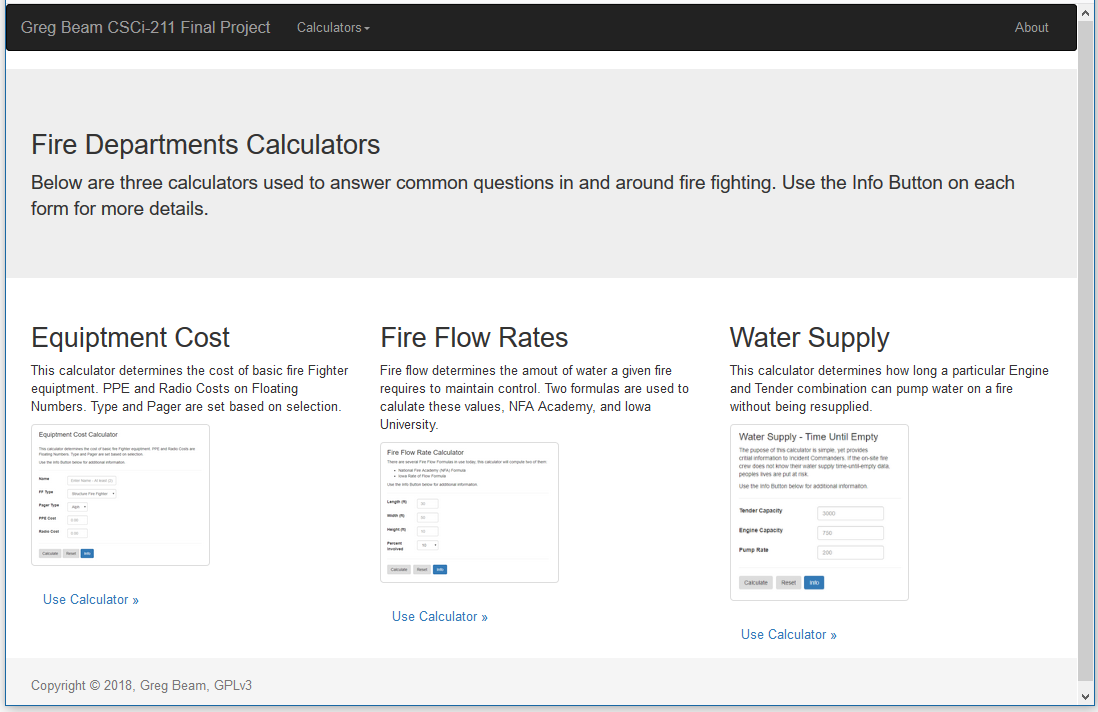 Greg Beam CSCi-211 Final Project Calculators About
Fire Departments Calculators
Below are three calculators used to answer common questions in and around fire fighting. Use the Info Button on each
form for more details.
Equiptment Cost
This calculator determines the cost of basic fire Fighter
equiptment. PPE and Radio Costs on Floating
Numbers. Type and Pager are set based on selection.
Equiptment Cost Calculator
This calculator determines the cost of basic fire Fighter equiptment. PPE and Radio Costs are
Floating Numbers. Type and Pager are set based on selection.
Use the Info Button below for additional information.
Name
FF Type Structure Fire Fighter
Pager Type
PPE Cost 0.00
Radio Cost 0.00
Calculate Reset Info
Use Calculator »
Fire Flow Rates
Fire flow determines the amout of water a given fire
requires to maintain control. Two formulas are used to
calulate these values, NFA Academy, and Iowa
University.
Fire Flow Rate Calculator
There are several Fire Flow Formulas in use today, this calculator will compute two of them.
• National Fire Academy (NFA) Formula
• Iowa Rate of Flow Formula
Use the Info Button below for additional information.
Length (ft)
Width (ft)
Height (ft)
Percent
Involved
Calculate Reset Info
Use Calculator »
Water Supply
This calculator determines how long a particular Engine
and Tender combination can pump water on a fire
without being resupplied.
Water Supply - Time Until Empty
The pupose of this calculator is simple, yet provides
critial information to Incident Commanders. If the on-site fire
crew does not know their water supply time-until-empty data,
peoples lives are put at risk.
Use the Info Button below for additional information
Tender Capacity 3000
Engine Capacity 750
Pump Rate 200
Calculate Reset Info
Use Calculator »
Copyright © 2018, Greg Beam, GPLv3